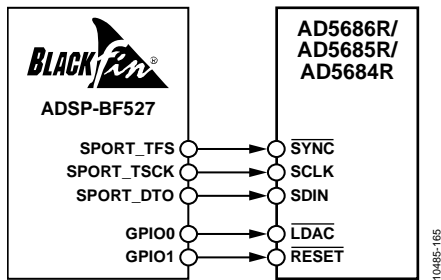 BLACKfin®
ADSP-BF527
SPORT_TFS
SPORT_TSCK
SPORT_DTO
GPIO0
GPIO1
AD5686R/
AD5685R/
AD5684R
SYNC
SCLK
SDIN
LDAC
RESET
10485-165